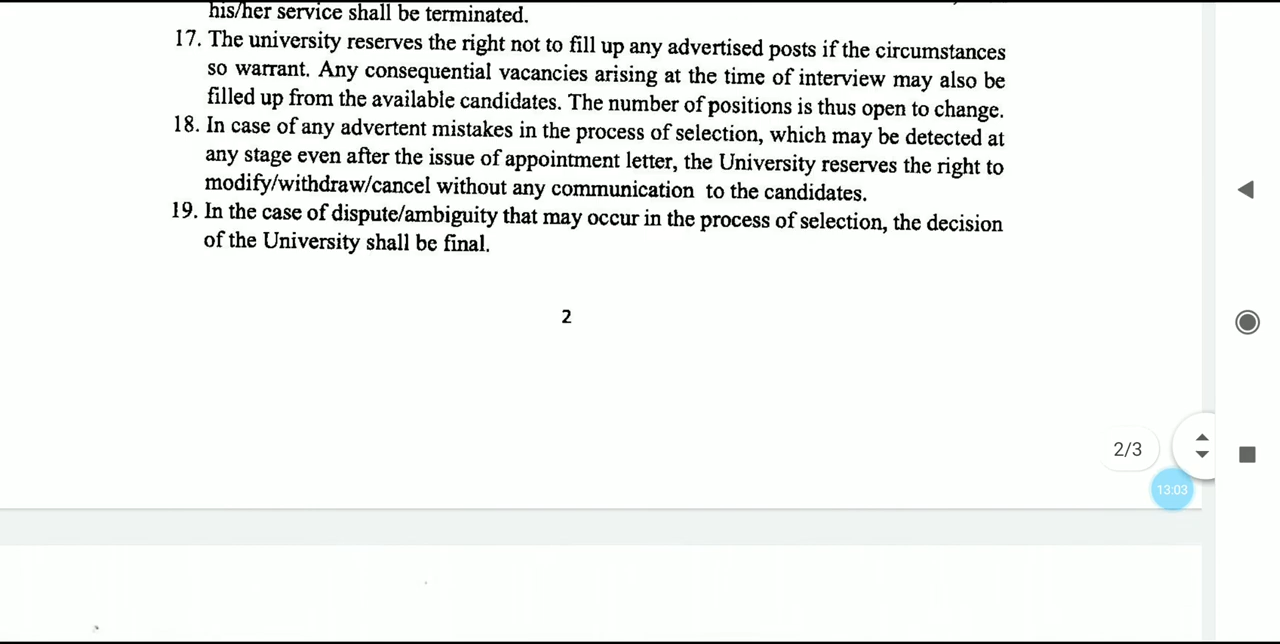 his/her service shall be terminated.
17. The university reserves the right not to fill up any advertised posts if the circumstances
so warrant. Any consequential vacancies arising at the time of interview may also be
filled up from the available candidates. The number of positions is thus open to change.
18. In case of any advertent mistakes in the process of selection, which may be detected at
any stage even after the issue of appointment letter, the University reserves the right to
modify/withdraw/cancel without any communication to the candidates.
19. In the case of dispute/ambiguity that may occur in the process of selection, the decision
of the University shall be final.
2
2/3
13:03